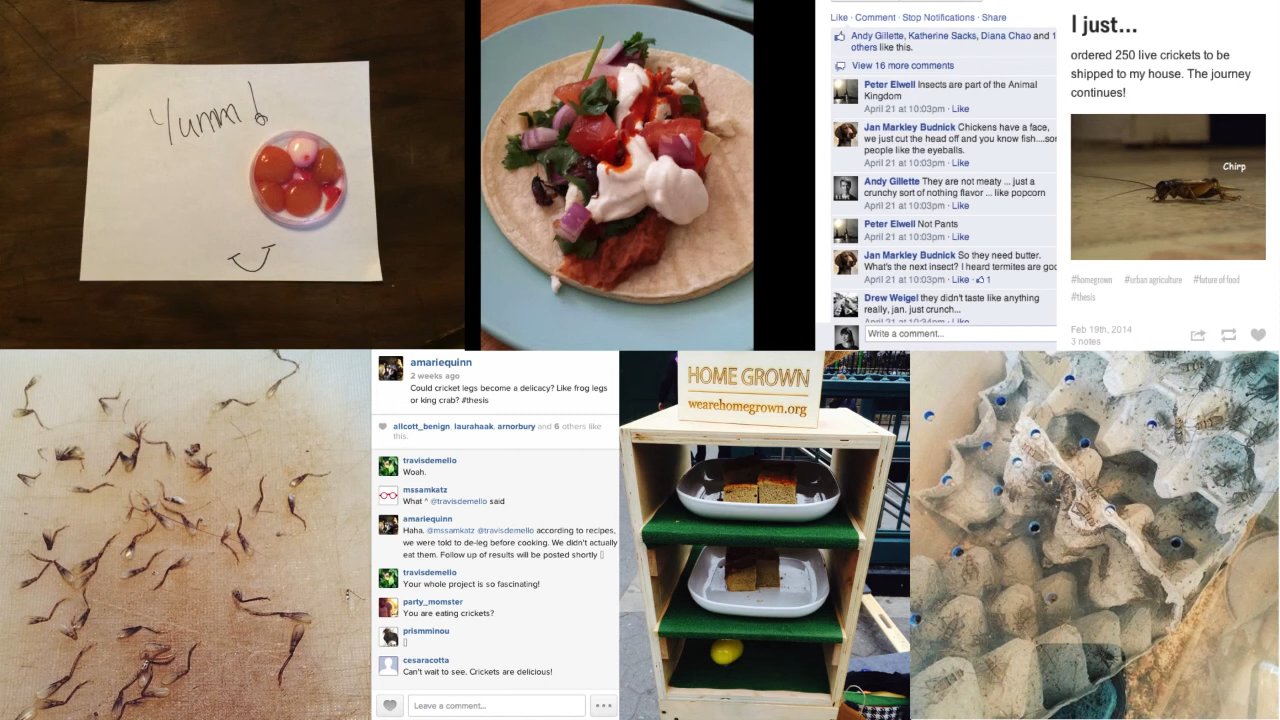 Yumm!
Like · Comment · Stop Notifications · Share
Andy Gillette, Katherine Sacks, Diana Chao and 1
others like this.
View 16 more comments
Peter Elwell Insects are part of the Animal
Kingdom
April 21 at 10:03pm · Like
Jan Markley Budnick Chickens have a face,
we just cut the head off and you know fish....
people like the eyeballs.
April 21 at 10:03pm · Like
Andy Gillette They are not meaty ... just a
crunchy sort of nothing flavor ... like popcorn
April 21 at 10:03pm · Like
Peter Elwell Not Pants
April 21 at 10:03pm · Like
Jan Markley Budnick So they need butter.
What's the next insect? I heard termites are
April 21 at 10:03pm · Like · 1
Drew Weigel they didn't taste like anything
really, jan. just crunch...
April 21 at 10:34pm · Like
Write a comment...
I just...
ordered 250 live crickets to be
shipped to my house. The journey
continues!
Chirp
#homegrown #urban agriculture #future of food
#thesis
Feb 19th, 2014
3 notes
amariequinn
2 weeks ago
Could cricket legs become a delicacy? Like frog legs
or king crab? #thesis
allcott_benign, laurahaak, arnorbury and 6 others like
this.
travisdemello
Woah.
mssamkatz
What ^ @travisdemello said
amariequinn
Haha. @mssamkatz @travisdemello according to recipes,
we were told to de-leg before cooking. We didn't actually
eat them. Follow up of results will be posted shortly
travisdemello
Your whole project is so fascinating!
party_momster
You are eating crickets?
prismminou
cesaracotta
Can't wait to see. Crickets are delicious!
Leave a comment...
HOME GROWN
wearehomegrown.org